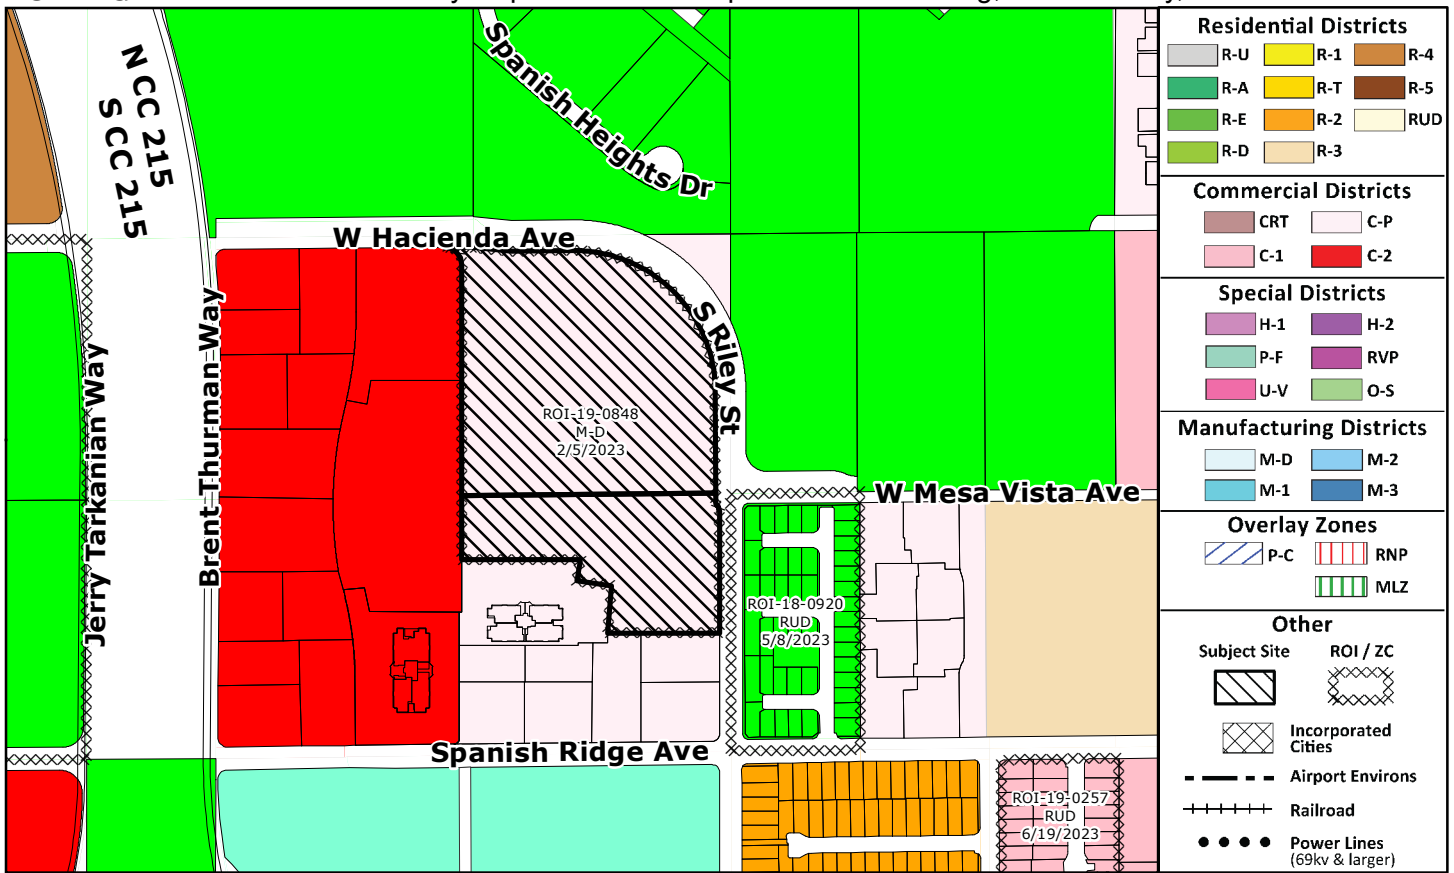 N CC 215
S CC 215
Spanish Heights Dr
W Hacienda Ave
S Riley St
Brent Thurman Way
Jerry Tarkanian Way
ROI-19-0848
M-D
2/5/2023
W Mesa Vista Ave
ROI-18-0920
RUD
5/8/2023
Spanish Ridge Ave
ROI-19-0257
RUD
6/19/2023
Residential Districts
R-U R-1 R-4
R-A R-T R-5
R-E R-2 RUD
R-D R-3
Commercial Districts
CRT C-P
C-1 C-2
Special Districts
H-1 H-2
P-F RVP
U-V O-S
Manufacturing Districts
M-D M-2
M-1 M-3
Overlay Zones
P-C RNP
MLZ
Other
Subject Site ROI / ZC
Incorporated
Cities
Airport Environs
Railroad
Power Lines
(69kv & larger)